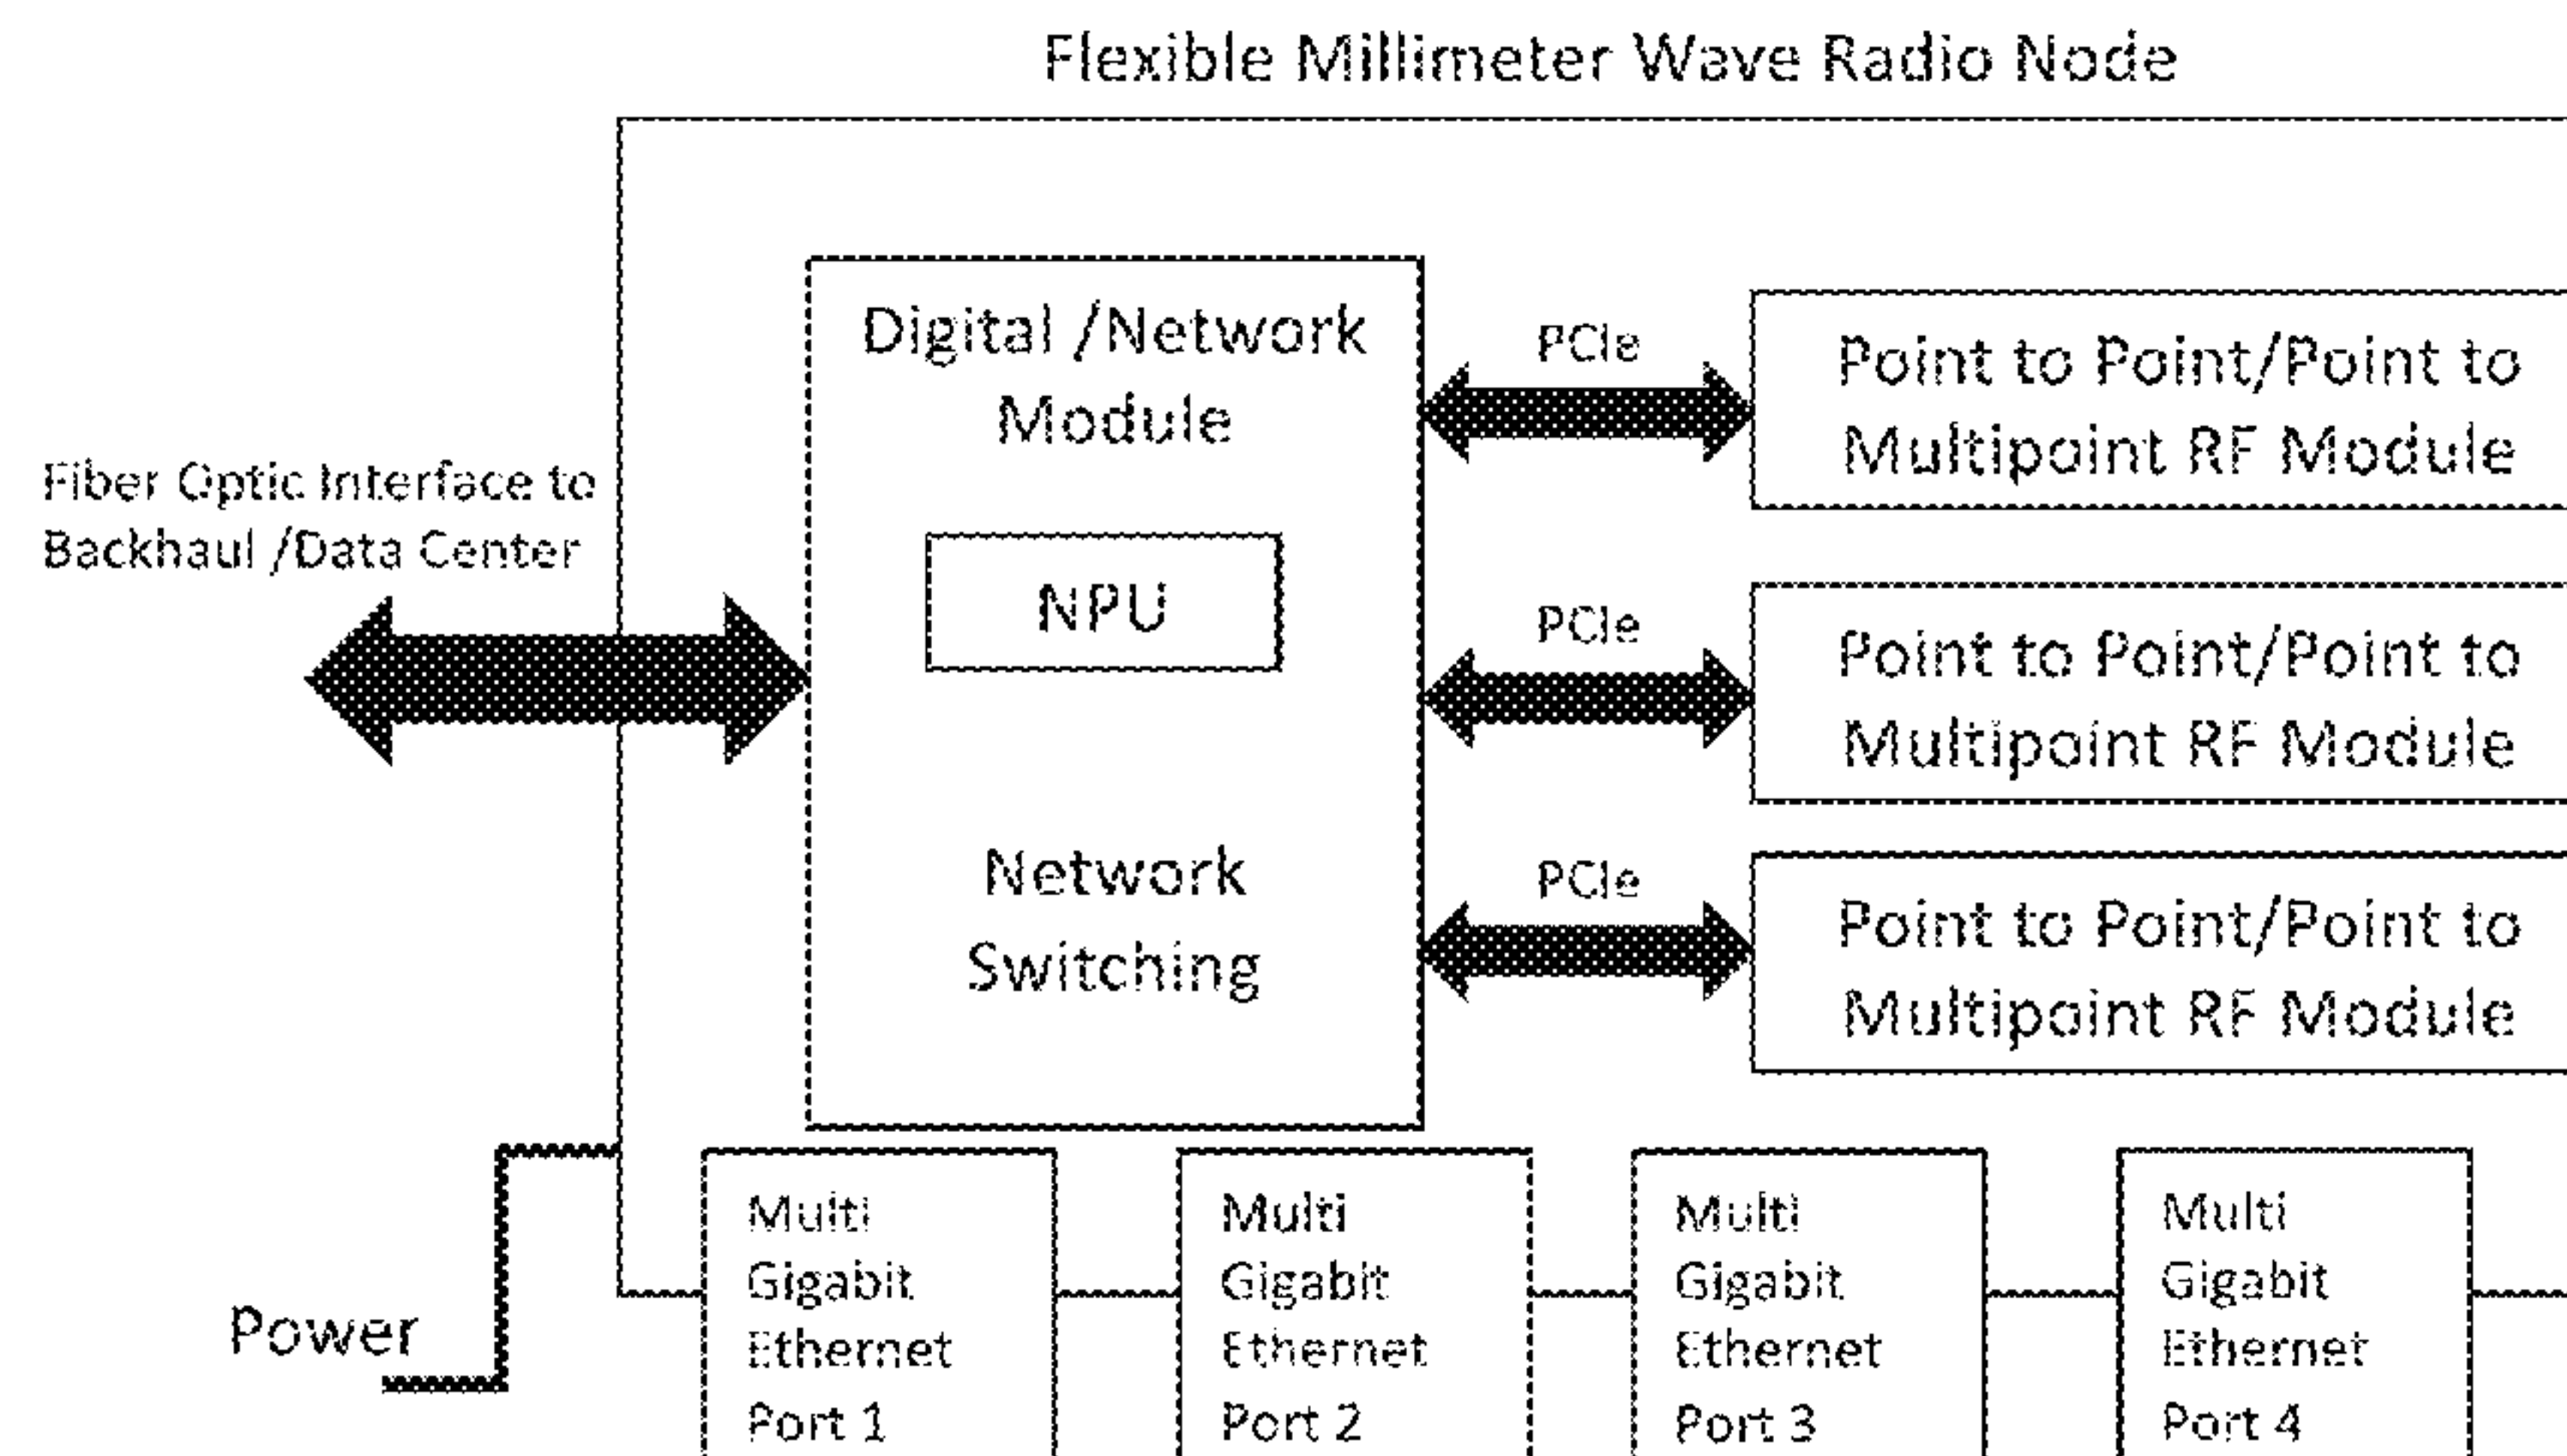 Flexible Millimeter Wave Radio Node
Digital /Network
Module
NPU
Network
Switching
Fiber Optic Interface to
Backhaul /Data Center
PCIe
Point to Point/Point to
Multipoint RF Module
PCIe
Point to Point/Point to
Multipoint RF Module
PCIe
Point to Point/Point to
Multipoint RF Module
Power
Multi
Gigabit
Ethernet
Port 1
Multi
Gigabit
Ethernet
Port 2
Multi
Gigabit
Ethernet
Port 3
Multi
Gigabit
Ethernet
Port 4